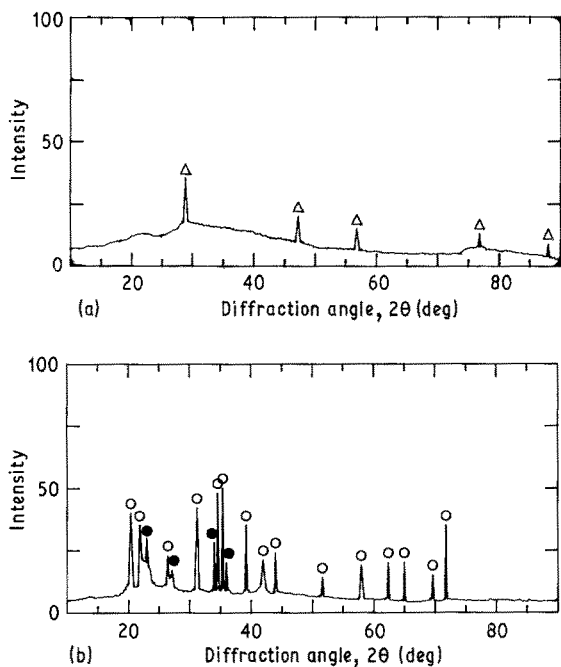 100
50
0
Intensity
20
40
60
80
(a)
Diffraction angle, 2θ (deg)
100
50
0
Intensity
20
40
60
80
(b)
Diffraction angle, 2θ (deg)